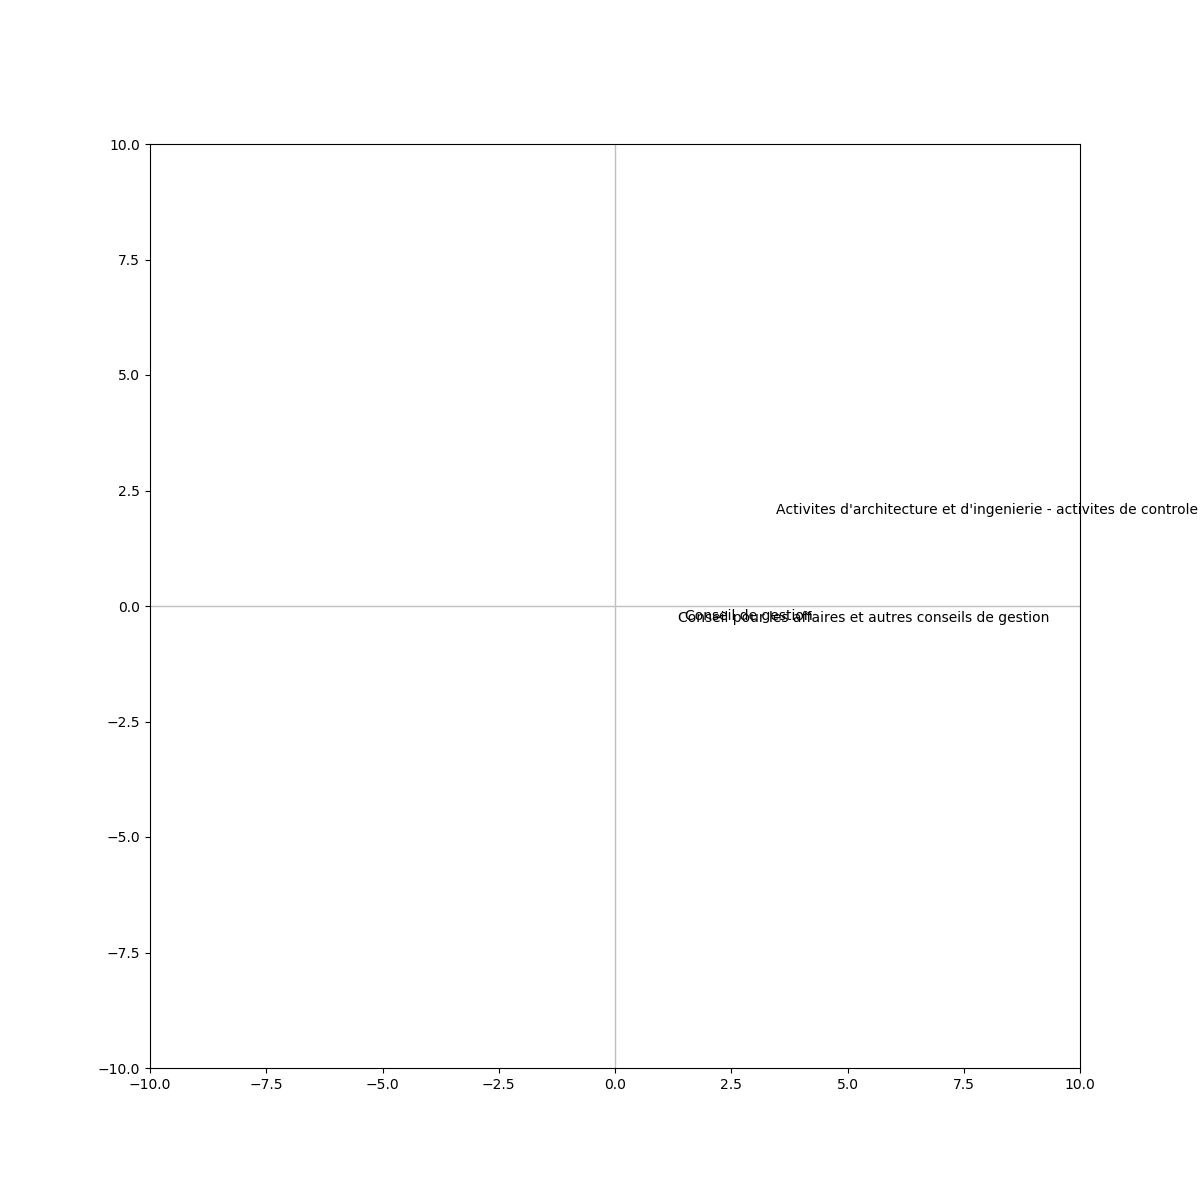 10.0
7.5
5.0
2.5
Activites d'architecture et d'ingenierie - activites de controle
0.0
Conseil de gestion
Conseil pour les affaires et autres conseils de gestion
−2.5
−5.0
−7.5
−10.0
−10.0 −7.5 −5.0 −2.5 0.0 2.5 5.0 7.5 10.0